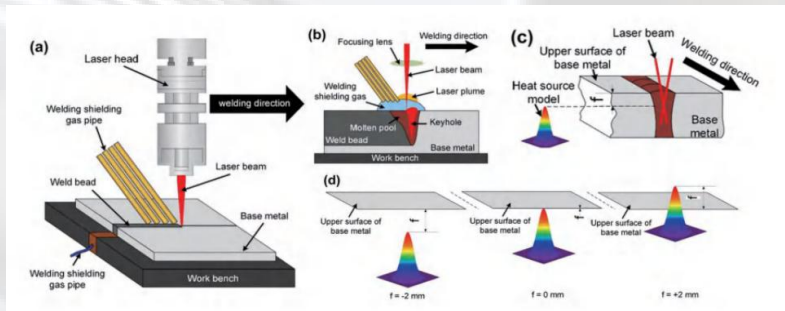 (a)
Laser head
welding direction
Welding shielding
gas pipe
Weld bead
Laser beam
Base metal
Welding shielding
gas pipe
Work bench
(b)
Focusing lens
Welding direction
Laser beam
Laser plume
Welding
shielding
gas
Molten pool
Keyhole
Weld bead
Base metal
Work bench
(c)
Laser beam
Upper surface of
base metal
Welding
direction
Heat source
model
f
Base
metal
(d)
Upper surface of
base metal
f
Upper surface of
base metal
f
Upper surface of
base metal
f
f = -2 mm
f = 0 mm
f = +2 mm